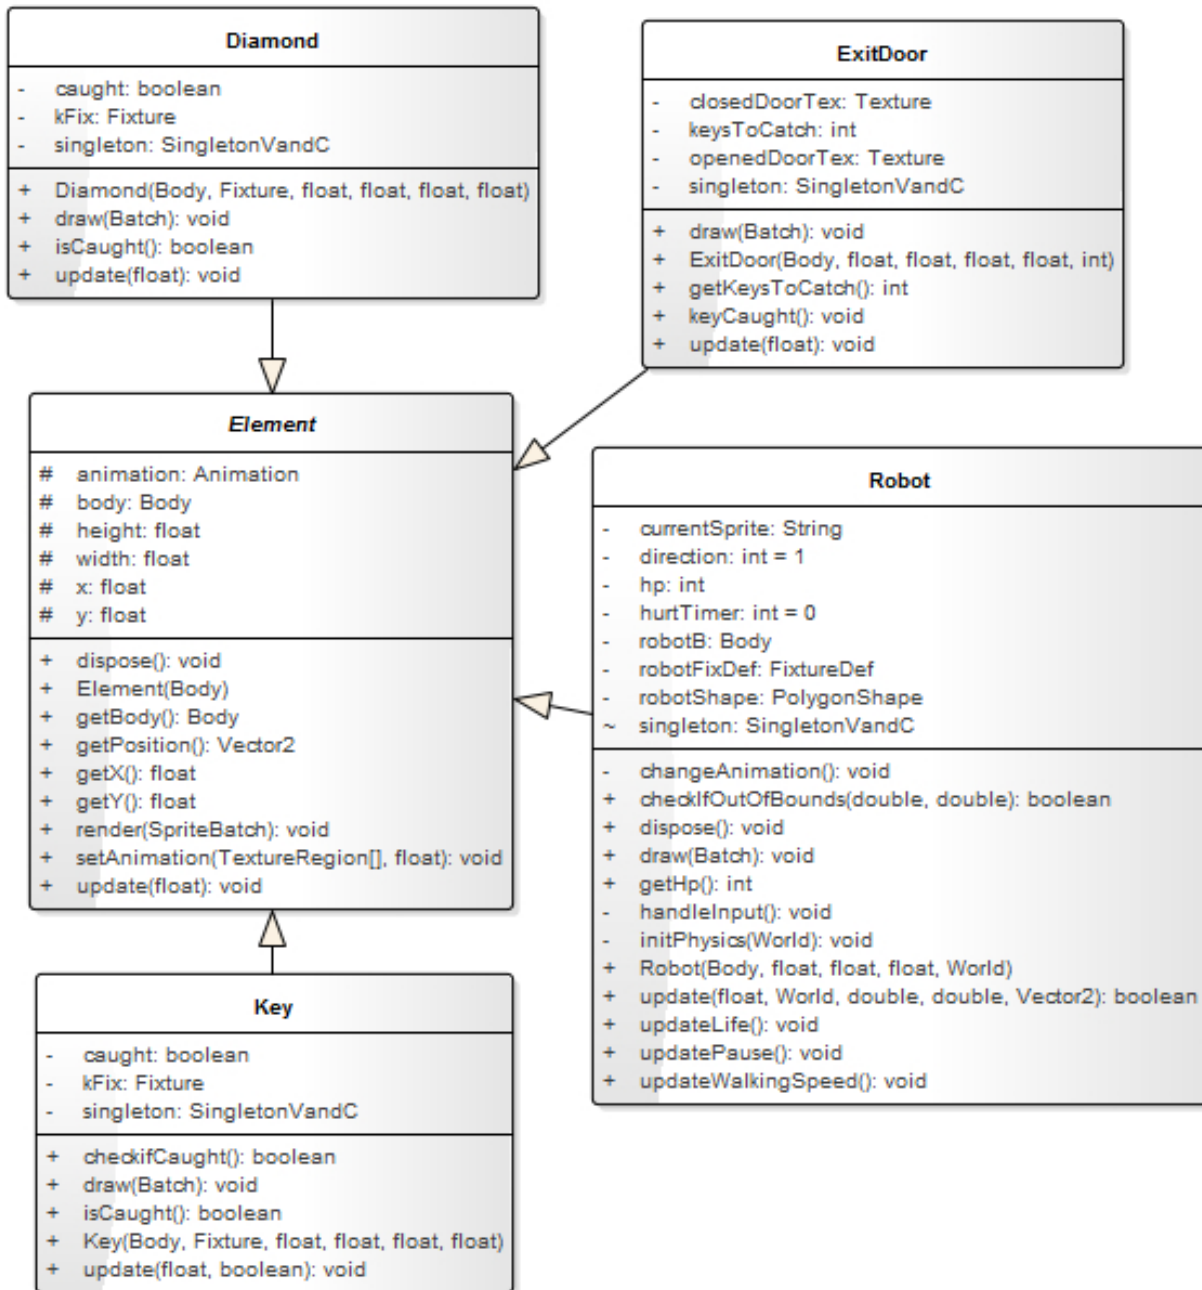 Diamond
- caught: boolean
- kFix: Fixture
- singleton: SingletonVandC
+ Diamond(Body, Fixture, float, float, float, float)
+ draw(Batch): void
+ isCaught(): boolean
+ update(float): void
ExitDoor
- closedDoorTex: Texture
- keysToCatch: int
- openedDoorTex: Texture
- singleton: SingletonVandC
+ draw(Batch): void
+ ExitDoor(Body, float, float, float, float, int)
+ getKeysToCatch(): int
+ keyCaught(): void
+ update(float): void
Element
# animation: Animation
# body: Body
# height: float
# width: float
# x: float
# y: float
+ dispose(): void
+ Element(Body)
+ getBody(): Body
+ getPosition(): Vector2
+ getX(): float
+ getY(): float
+ render(SpriteBatch): void
+ setAnimation(TextureRegion[], float): void
+ update(float): void
Robot
- currentSprite: String
- direction: int = 1
- hp: int
- hurtTimer: int = 0
- robotB: Body
- robotFixDef: FixtureDef
- robotShape: PolygonShape
~ singleton: SingletonVandC
- changeAnimation(): void
+ checkIfOutOfBounds(double, double): boolean
+ dispose(): void
+ draw(Batch): void
+ getHp(): int
- handleInput(): void
- initPhysics(World): void
+ Robot(Body, float, float, float, World)
+ update(float, World, double, double, Vector2): boolean
+ updateLife(): void
+ updatePause(): void
+ updateWalkingSpeed(): void
Key
- caught: boolean
- kFix: Fixture
- singleton: SingletonVandC
+ checkifCaught(): boolean
+ draw(Batch): void
+ isCaught(): boolean
+ Key(Body, Fixture, float, float, float, float)
+ update(float, boolean): void